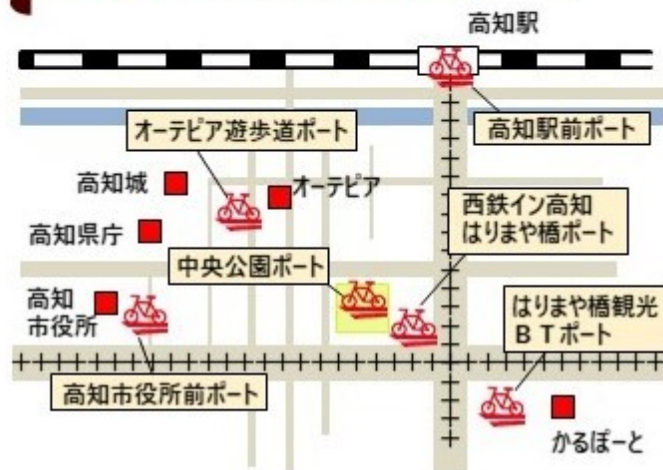 高知駅
高知駅前ポート
オーテピア遊歩道ポート
高知城
オーテピア
西鉄イン高知
はりまや橋ポート
高知県庁
中央公園ポート
高知
市役所
はりまや橋観光
BTポート
高知市役所前ポート
かるぽーと